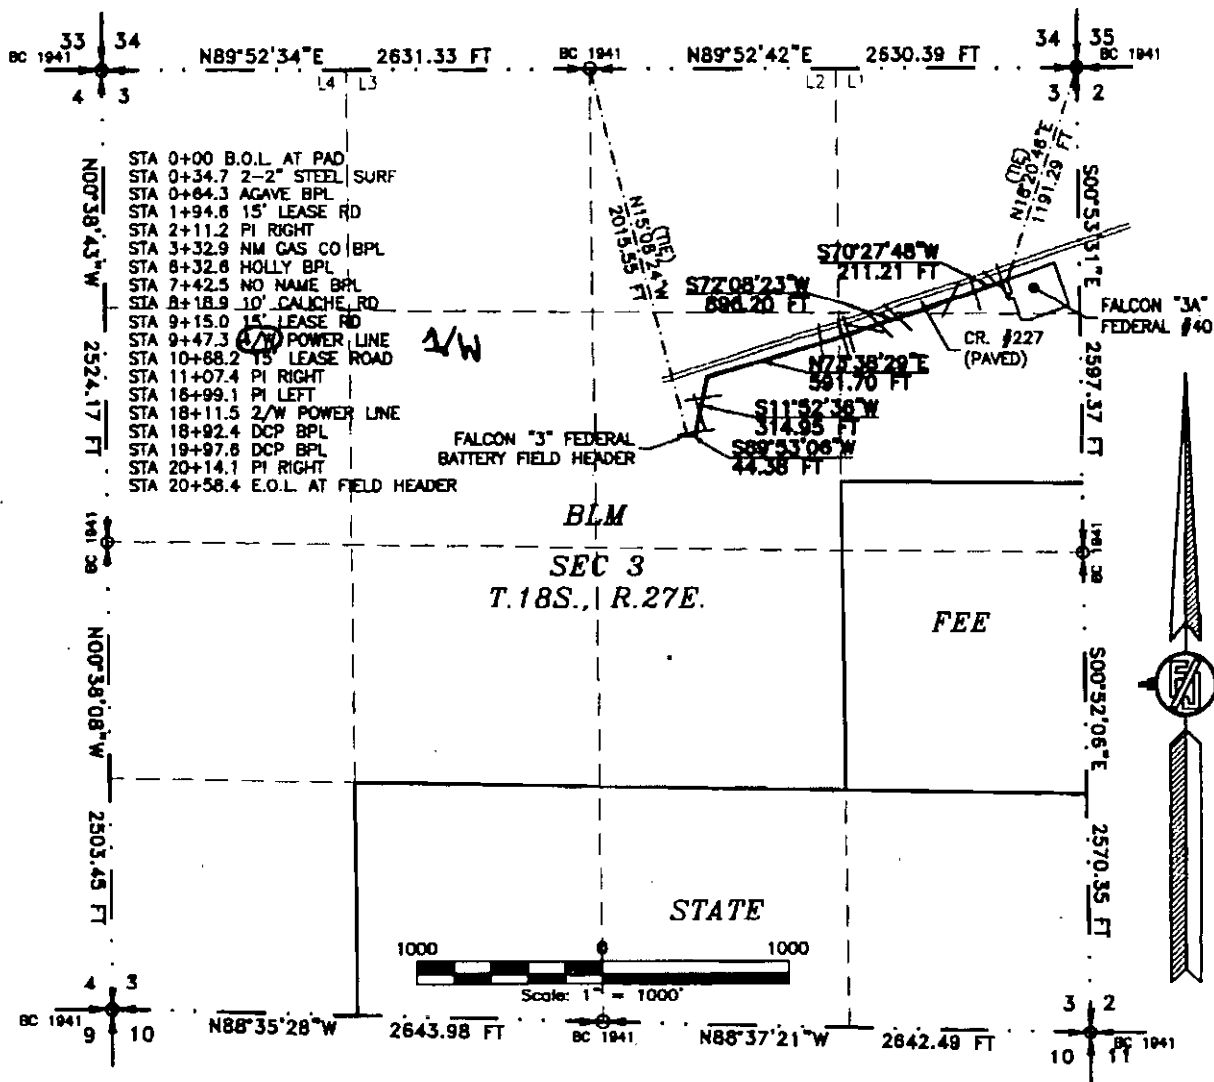 33 34
BC 1941
N89°52'34"E 2631.33 FT
BC 1941
N89°52'42"E 2630.39 FT
34 35
BC 1941
4 3
L4 L3
L2 L1
3 2
STA 0+00 B.O.L. AT PAD
STA 0+34.7 2-2" STEEL SURF
STA 0+64.3 AGAVE BPL
STA 1+94.6 15' LEASE RD
STA 2+11.2 PI RIGHT
STA 3+32.9 NM GAS CO BPL
STA 6+32.6 HOLLY BPL
STA 7+42.5 NO NAME BPL
STA 8+18.9 10' CALICHE RD
STA 9+15.0 15' LEASE RD
STA 9+47.3 4/W POWER LINE
1/W
STA 10+68.2 15' LEASE ROAD
STA 11+07.4 PI RIGHT
STA 16+99.1 PI LEFT
STA 18+11.5 2/W POWER LINE
STA 18+92.4 DCP BPL
STA 19+97.6 DCP BPL
STA 20+14.1 PI RIGHT
STA 20+58.4 E.O.L. AT FIELD HEADER
N00°38'43"W 2524.17 FT
N15°08'24"W (TIE)
2015.55 FT
(TIE)
N16°20'48"E
1191.29 FT
S00°53'31"E 2597.37 FT
S70°27'48"W
211.21 FT
S72°08'23"W
896.20 FT
FALCON "3A"
FEDERAL #40
CR. #227
(PAVED)
N73°38'29"E
591.70 FT
S11°52'36"W
314.95 FT
S89°53'06"W
44.38 FT
FALCON "3" FEDERAL
BATTERY FIELD HEADER
BLM
BC 1941
SEC 3
T.18S., R.27E.
BC 1941
FEE
N00°38'08"W 2503.45 FT
S00°52'06"E 2570.35 FT
STATE
1000 0 1000
Scale: 1" = 1000'
4 3
BC 1941
9 10
N88°35'28"W 2643.98 FT
BC 1941
N88°37'21"W 2642.49 FT
3 2
BC 1941
10 11